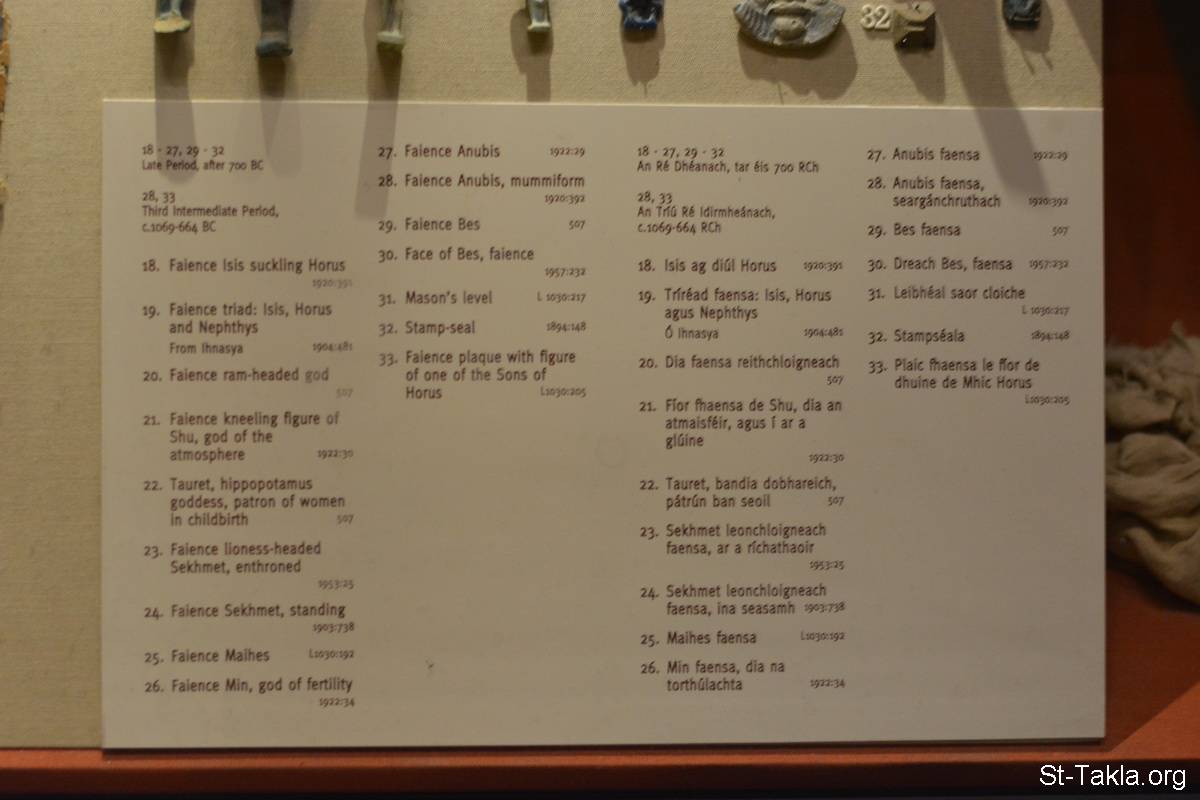 32
18 - 27, 29 - 32
Late Period, after 700 BC
28, 33
Third Intermediate Period,
c.1069-664 BC
18. Faience Isis suckling Horus
1920:391
19. Faience triad: Isis, Horus
and Nephthys
From Ihnasya 1904:481
20. Faience ram-headed god
507
21. Faience kneeling figure of
Shu, god of the
atmosphere 1922:30
22. Tauret, hippopotamus
goddess, patron of women
in childbirth 507
23. Faience lioness-headed
Sekhmet, enthroned
1953:25
24. Faience Sekhmet, standing
1903:738
25. Faience Maihes L1030:192
26. Faience Min, god of fertility
1922:34
27. Faience Anubis 1922:29
28. Faience Anubis, mummiform
1920:392
29. Faience Bes 507
30. Face of Bes, faience
1957:232
31. Mason's level L 1030:217
32. Stamp-seal 1894:148
33. Faience plaque with figure
of one of the Sons of
Horus L1030:205
18 - 27, 29 - 32
An Ré Dhéanach, tar éis 700 RCh
28, 33
An Tríú Ré Idirmheánach,
c.1069-664 RCh
18. Isis ag diúl Horus 1920:391
19. Tríréad faensa: Isis, Horus
agus Nephthys
Ó Ihnasya 1904:481
20. Dia faensa reithchloigneach
507
21. Fíor fhaensa de Shu, dia an
atmaisféir, agus í ar a
glúine
1922:30
22. Tauret, bandia dobhareich,
pátrún ban seoil 507
23. Sekhmet leonchloigneach
faensa, ar a ríchathaoir
1953:25
24. Sekhmet leonchloigneach
faensa, ina seasamh 1903:738
25. Maihes faensa L1030:192
26. Min faensa, dia na
torthúlachta 1922:34
27. Anubis faensa 1922:29
28. Anubis faensa,
seargánchruthach 1920:392
29. Bes faensa 507
30. Dreach Bes, faensa 1957:232
31. Leibhéal saor cloiche
L 1030:217
32. Stampséala 1894:148
33. Plaic fhaensa le fíor de
dhuine de Mhic Horus
L1030:205
St-Takla.org